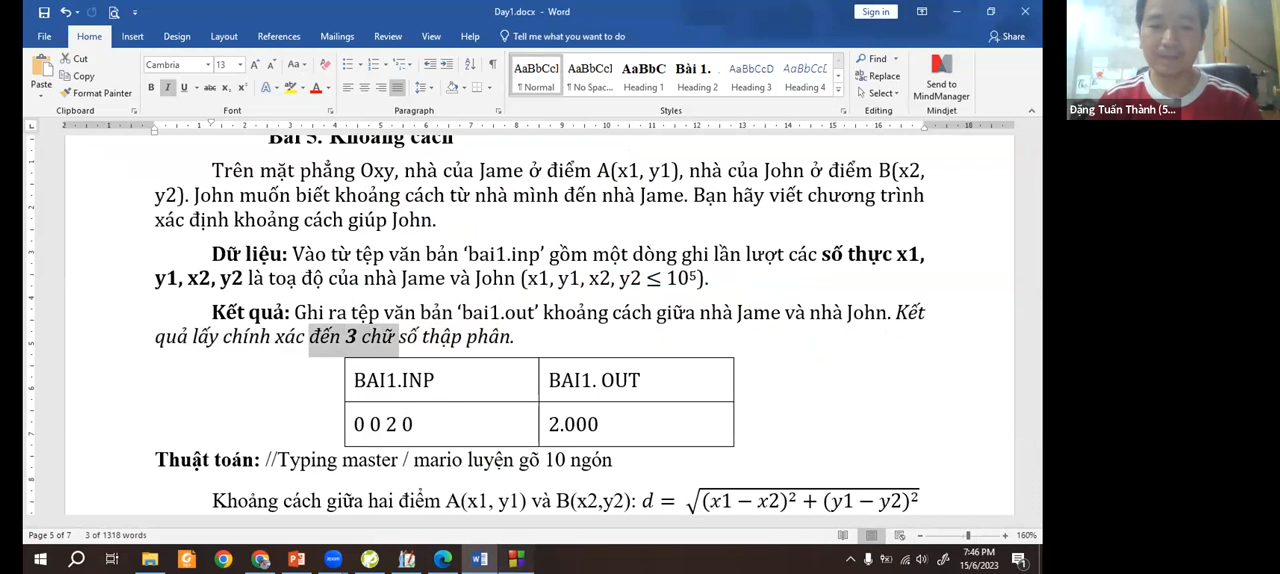 Day1.docx - Word
Sign in
File Home Insert Design Layout References Mailings Review View Help Tell me what you want to do Share
Paste
Cut
Copy
Format Painter
Clipboard
Cambria 13
B I U abc X₂ X²
Font
Paragraph
AaBbCcI AaBbCcI AaBbC Bài 1. AaBbCcD AaBbCcL
¶ Normal ¶ No Spac... Heading 1 Heading 2 Heading 3 Heading 4
Styles
Find
Replace
Select
Editing
Send to
MindManager
Mindjet
Đặng Tuấn Thành (5...
Bài 5. Khoảng cách
Trên mặt phẳng Oxy, nhà của Jame ở điểm A(x1, y1), nhà của John ở điểm B(x2,
y2). John muốn biết khoảng cách từ nhà mình đến nhà Jame. Bạn hãy viết chương trình
xác định khoảng cách giúp John.
Dữ liệu: Vào từ tệp văn bản ‘bai1.inp’ gồm một dòng ghi lần lượt các số thực x1,
y1, x2, y2 là toạ độ của nhà Jame và John (x1, y1, x2, y2 ≤ 10⁵).
Kết quả: Ghi ra tệp văn bản ‘bai1.out’ khoảng cách giữa nhà Jame và nhà John. Kết
quả lấy chính xác đến 3 chữ số thập phân.
BAI1.INP BAI1. OUT
0 0 2 0 2.000
Thuật toán: //Typing master / mario luyện gõ 10 ngón
Khoảng cách giữa hai điểm A(x1, y1) và B(x2,y2): d = √(x1 − x2)² + (y1 − y2)²
Page 5 of 7 3 of 1318 words 160%
7:46 PM
15/6/2023